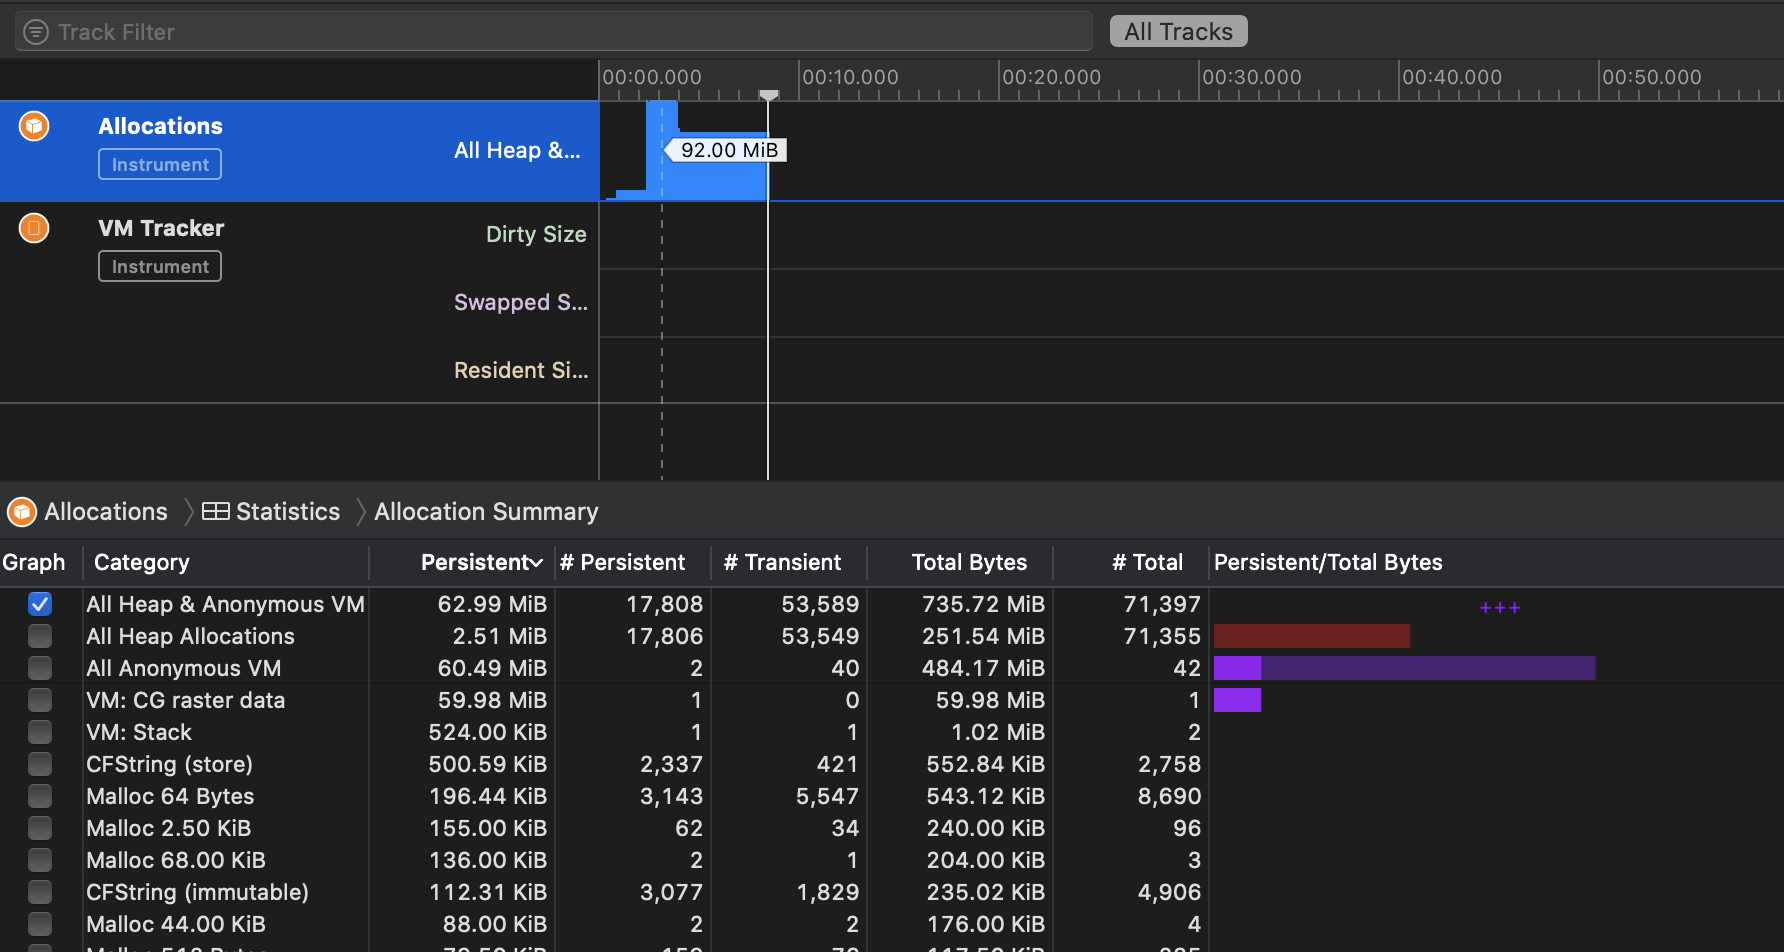 Track Filter
All Tracks
00:00.000
00:10.000
00:20.000
00:30.000
00:40.000
00:50.000
Allocations
Instrument
All Heap &...
92.00 MiB
VM Tracker
Instrument
Dirty Size
Swapped S...
Resident Si...
Allocations
Statistics
Allocation Summary
Graph Category Persistent # Persistent # Transient Total Bytes # Total Persistent/Total Bytes
All Heap & Anonymous VM 62.99 MiB 17,808 53,589 735.72 MiB 71,397 +++
All Heap Allocations 2.51 MiB 17,806 53,549 251.54 MiB 71,355
All Anonymous VM 60.49 MiB 2 40 484.17 MiB 42
VM: CG raster data 59.98 MiB 1 0 59.98 MiB 1
VM: Stack 524.00 KiB 1 1 1.02 MiB 2
CFString (store) 500.59 KiB 2,337 421 552.84 KiB 2,758
Malloc 64 Bytes 196.44 KiB 3,143 5,547 543.12 KiB 8,690
Malloc 2.50 KiB 155.00 KiB 62 34 240.00 KiB 96
Malloc 68.00 KiB 136.00 KiB 2 1 204.00 KiB 3
CFString (immutable) 112.31 KiB 3,077 1,829 235.02 KiB 4,906
Malloc 44.00 KiB 88.00 KiB 2 2 176.00 KiB 4